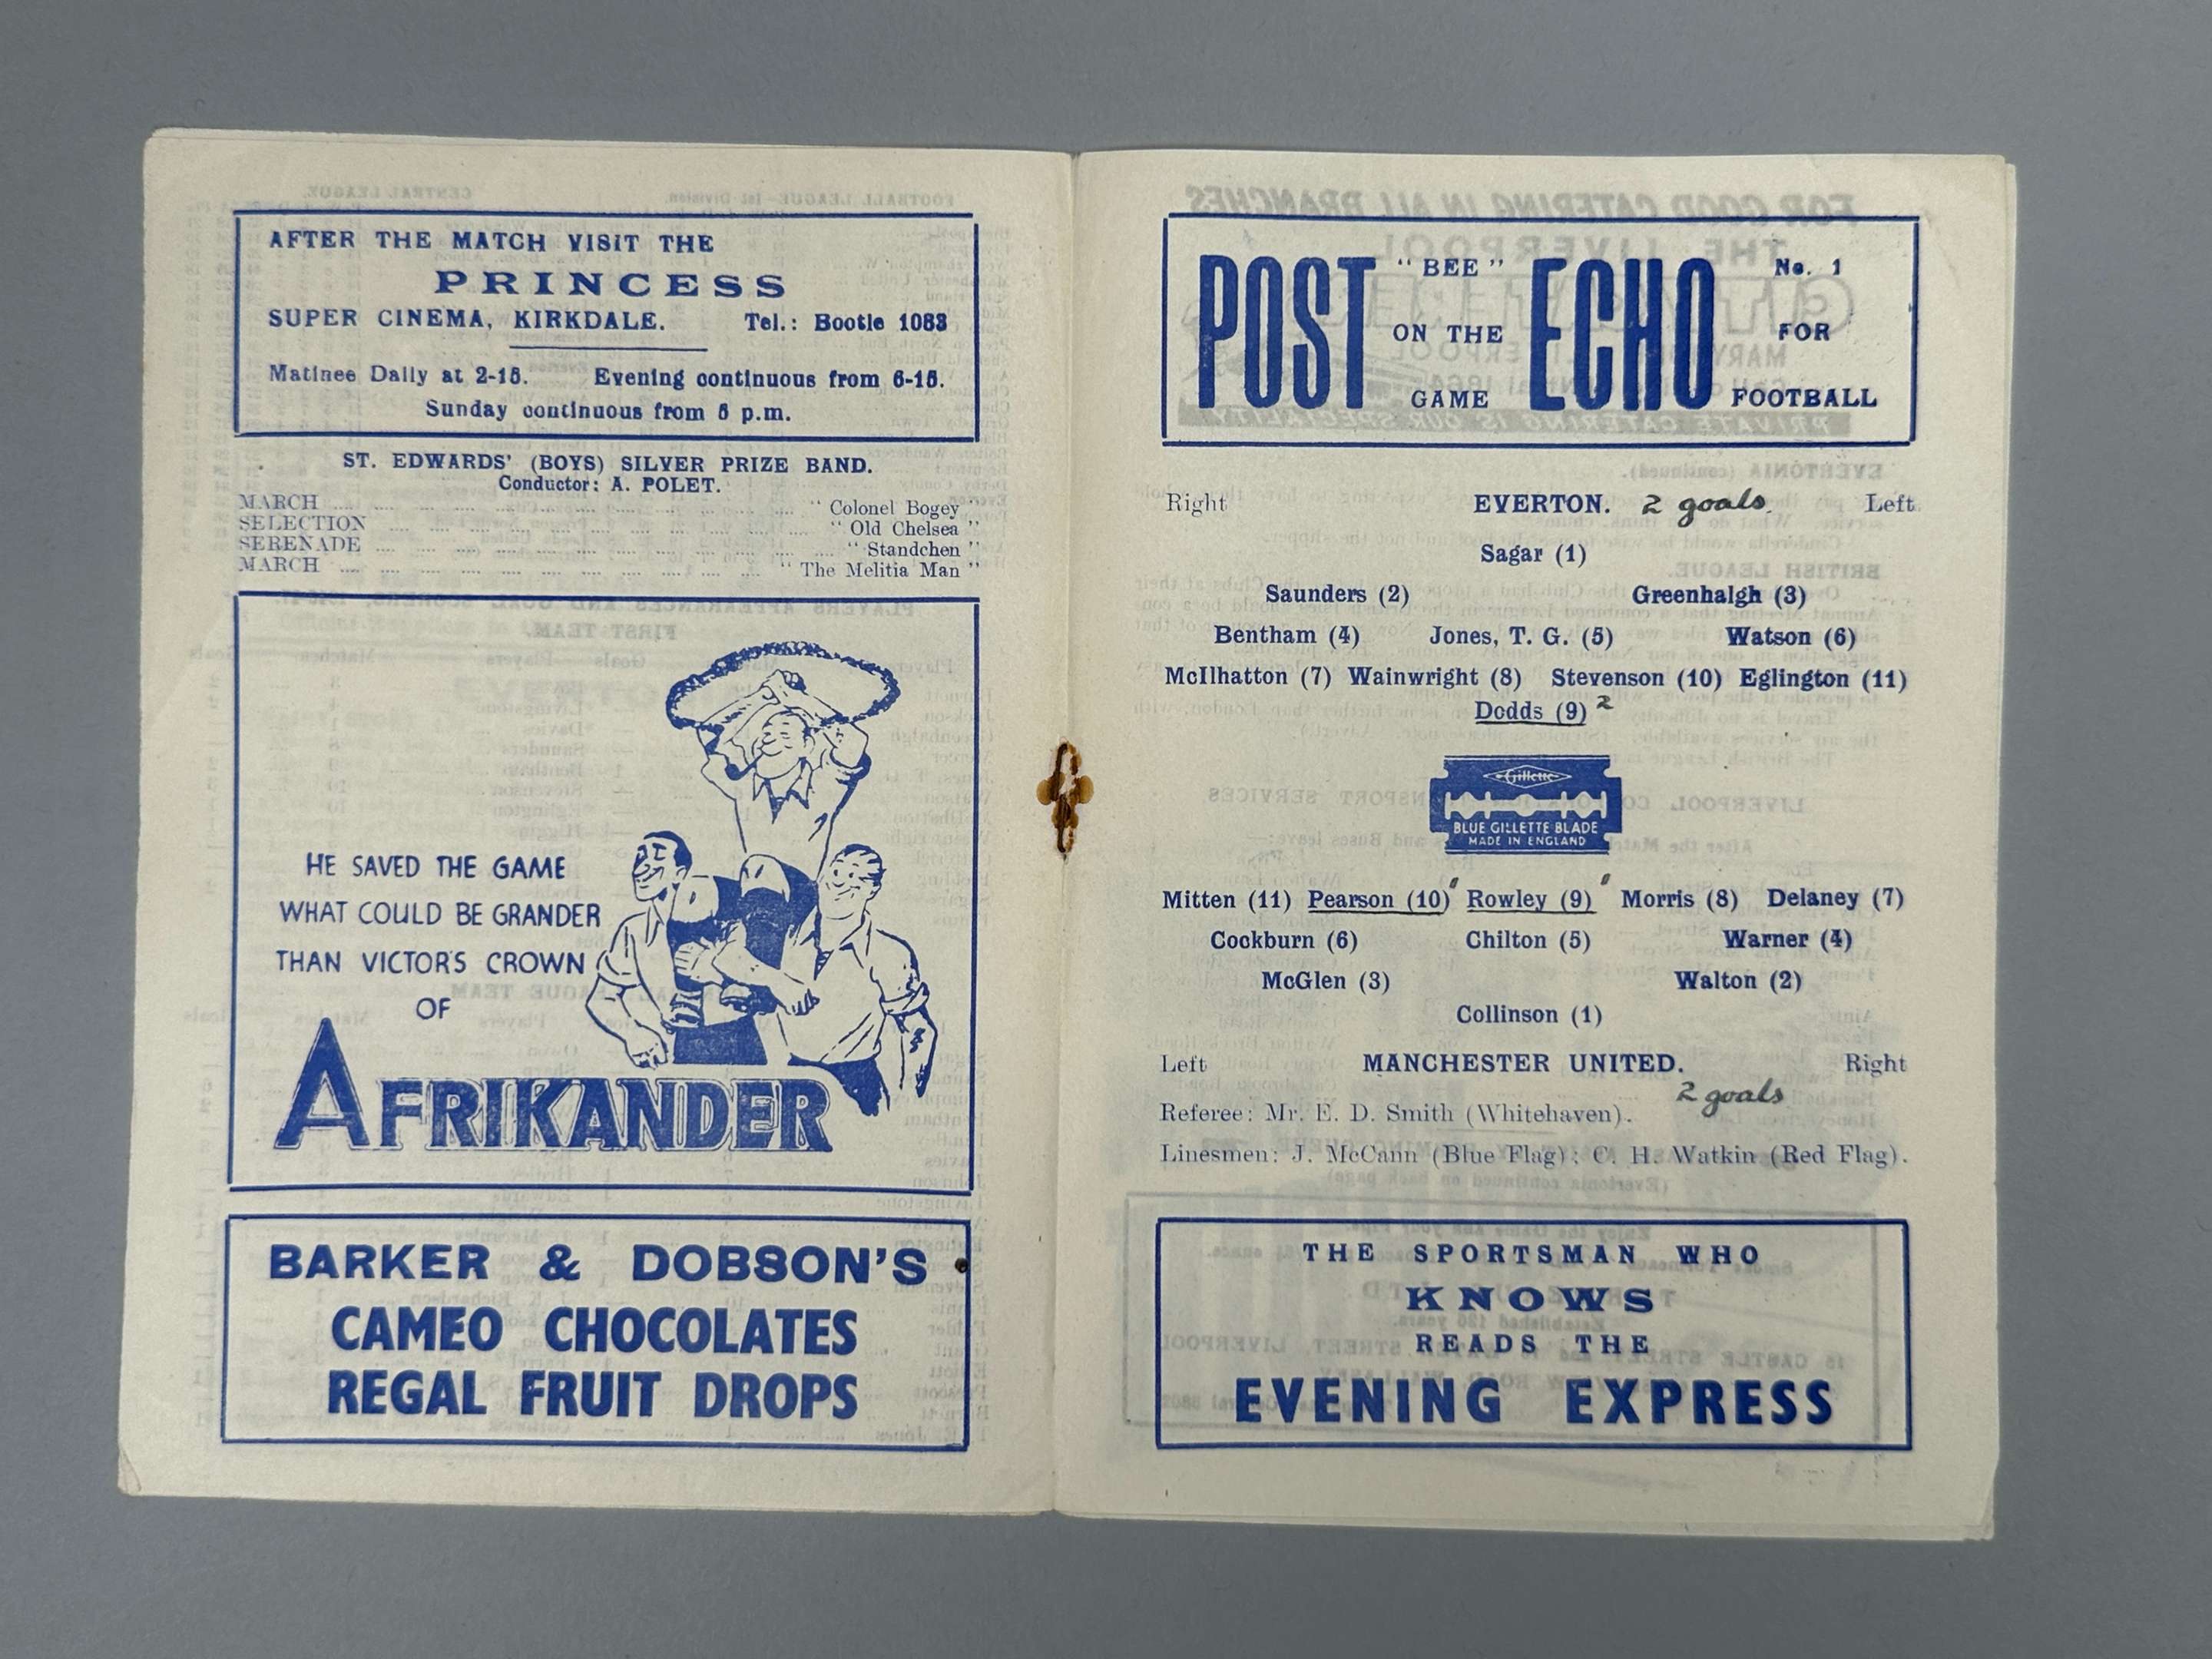 AFTER THE MATCH VISIT THE
PRINCESS
SUPER CINEMA, KIRKDALE. Tel.: Bootle 1083
Matinee Daily at 2-15. Evening continuous from 6-15.
Sunday continuous from 5 p.m.
ST. EDWARDS' (BOYS) SILVER PRIZE BAND.
Conductor: A. POLET.
MARCH .... "Colonel Bogey"
SELECTION .... "Old Chelsea"
SERENADE .... "Standchen"
MARCH .... "The Melitia Man"
HE SAVED THE GAME
WHAT COULD BE GRANDER
THAN VICTOR'S CROWN
OF
AFRIKANDER
BARKER & DOBSON'S
CAMEO CHOCOLATES
REGAL FRUIT DROPS
POST "BEE" ON THE GAME ECHO No. 1 FOR FOOTBALL
Right EVERTON. 2 goals. Left
Sagar (1)
Saunders (2) Greenhalgh (3)
Bentham (4) Jones, T. G. (5) Watson (6)
McIlhatton (7) Wainwright (8) Stevenson (10) Eglington (11)
Dodds (9) 2
Gillette
BLUE GILLETTE BLADE
MADE IN ENGLAND
Mitten (11) Pearson (10) Rowley (9) Morris (8) Delaney (7)
Cockburn (6) Chilton (5) Warner (4)
McGlen (3) Walton (2)
Collinson (1)
Left MANCHESTER UNITED. Right
2 goals
Referee: Mr. E. D. Smith (Whitehaven).
Linesmen: J. McCann (Blue Flag); C. H. Watkin (Red Flag).
THE SPORTSMAN WHO
KNOWS
READS THE
EVENING EXPRESS